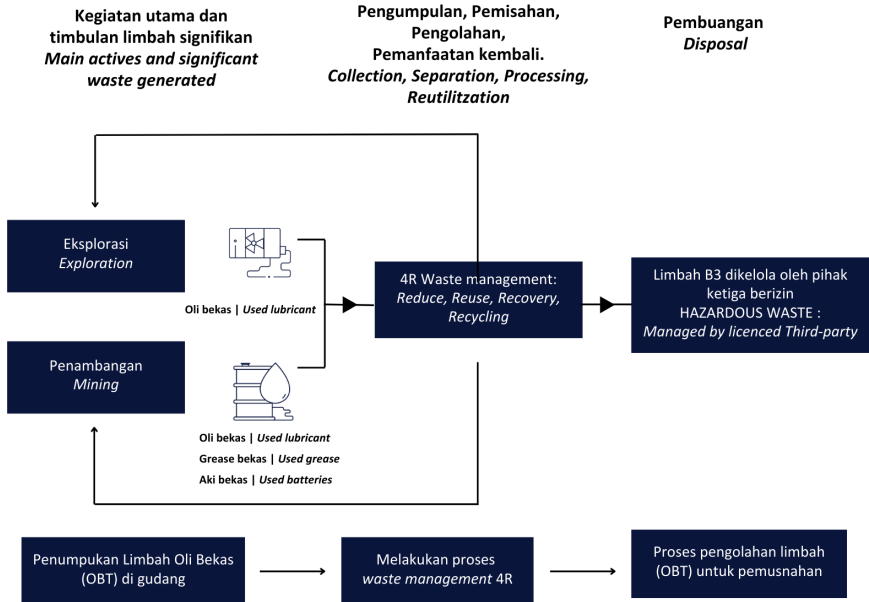 Kegiatan utama dan
timbulan limbah signifikan
Main actives and significant
waste generated
Pengumpulan, Pemisahan,
Pengolahan,
Pemanfaatan kembali.
Collection, Separation, Processing,
Reutilitzation
Pembuangan
Disposal
Eksplorasi
Exploration
Oli bekas | Used lubricant
4R Waste management:
Reduce, Reuse, Recovery,
Recycling
Limbah B3 dikelola oleh pihak
ketiga berizin
HAZARDOUS WASTE :
Managed by licenced Third-party
Penambangan
Mining
Oli bekas | Used lubricant
Grease bekas | Used grease
Aki bekas | Used batteries
Penumpukan Limbah Oli Bekas
(OBT) di gudang
Melakukan proses
waste management 4R
Proses pengolahan limbah
(OBT) untuk pemusnahan